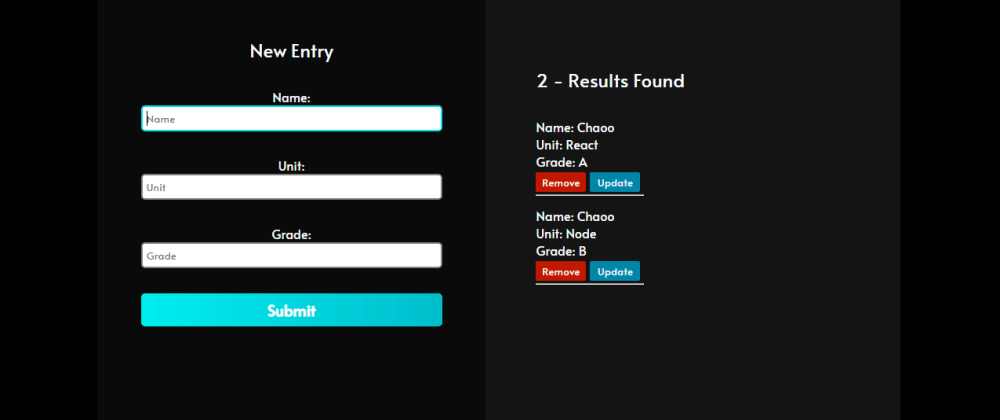 New Entry
Name:
Name
Unit:
Unit
Grade:
Grade
Submit
2 - Results Found
Name: Chaoo
Unit: React
Grade: A
Remove Update
Name: Chaoo
Unit: Node
Grade: B
Remove Update